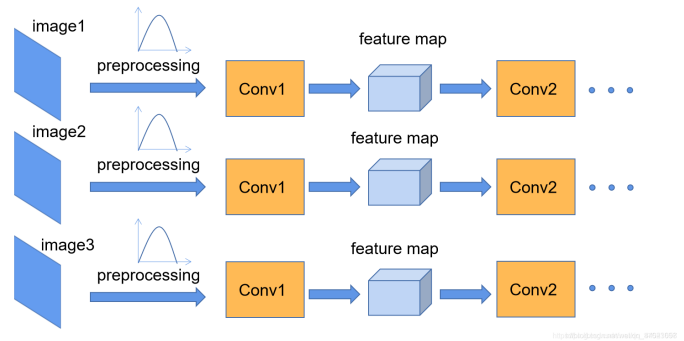 image1
preprocessing
Conv1
feature map
Conv2
image2
preprocessing
Conv1
feature map
Conv2
image3
preprocessing
Conv1
feature map
Conv2